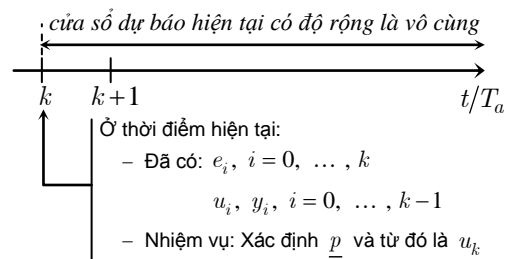 cửa sổ dự báo hiện tại có độ rộng là vô cùng
k k+1 t/T_a
Ở thời điểm hiện tại:
– Đã có: e_i, i=0, … , k
u_i, y_i, i=0, … , k−1
– Nhiệm vụ: Xác định p và từ đó là u_k